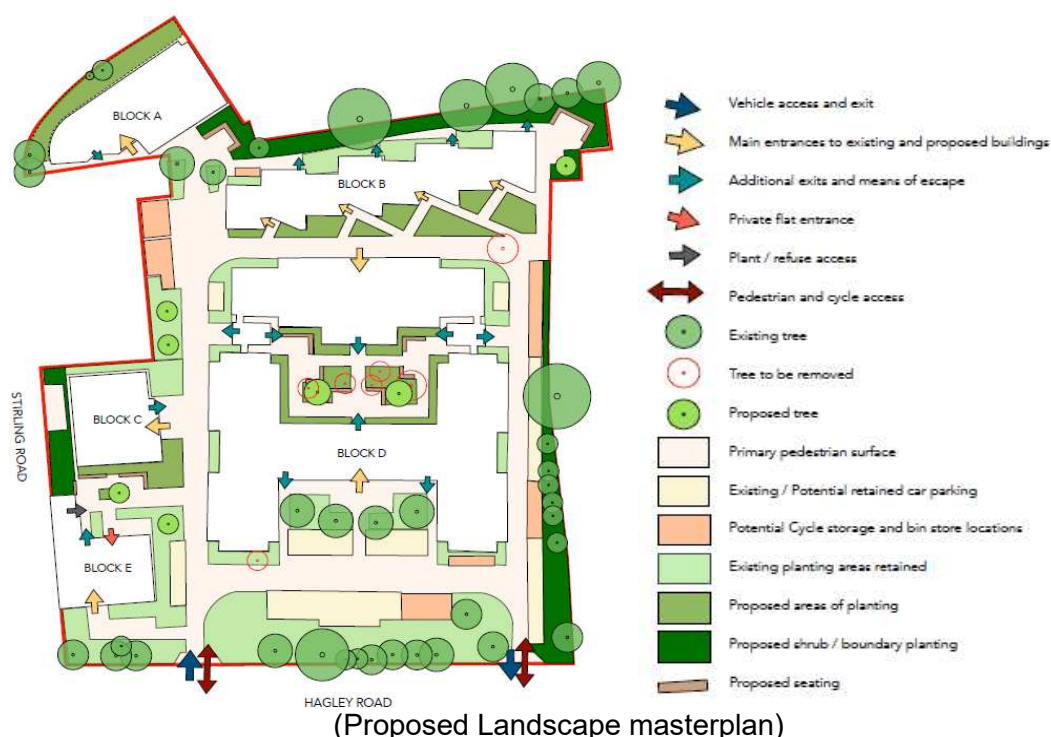 BLOCK A
BLOCK B
BLOCK C
BLOCK D
BLOCK E
STIRLING ROAD
HAGLEY ROAD
Vehicle access and exit
Main entrances to existing and proposed buildings
Additional exits and means of escape
Private flat entrance
Plant / refuse access
Pedestrian and cycle access
Existing tree
Tree to be removed
Proposed tree
Primary pedestrian surface
Existing / Potential retained car parking
Potential Cycle storage and bin store locations
Existing planting areas retained
Proposed areas of planting
Proposed shrub / boundary planting
Proposed seating
(Proposed Landscape masterplan)